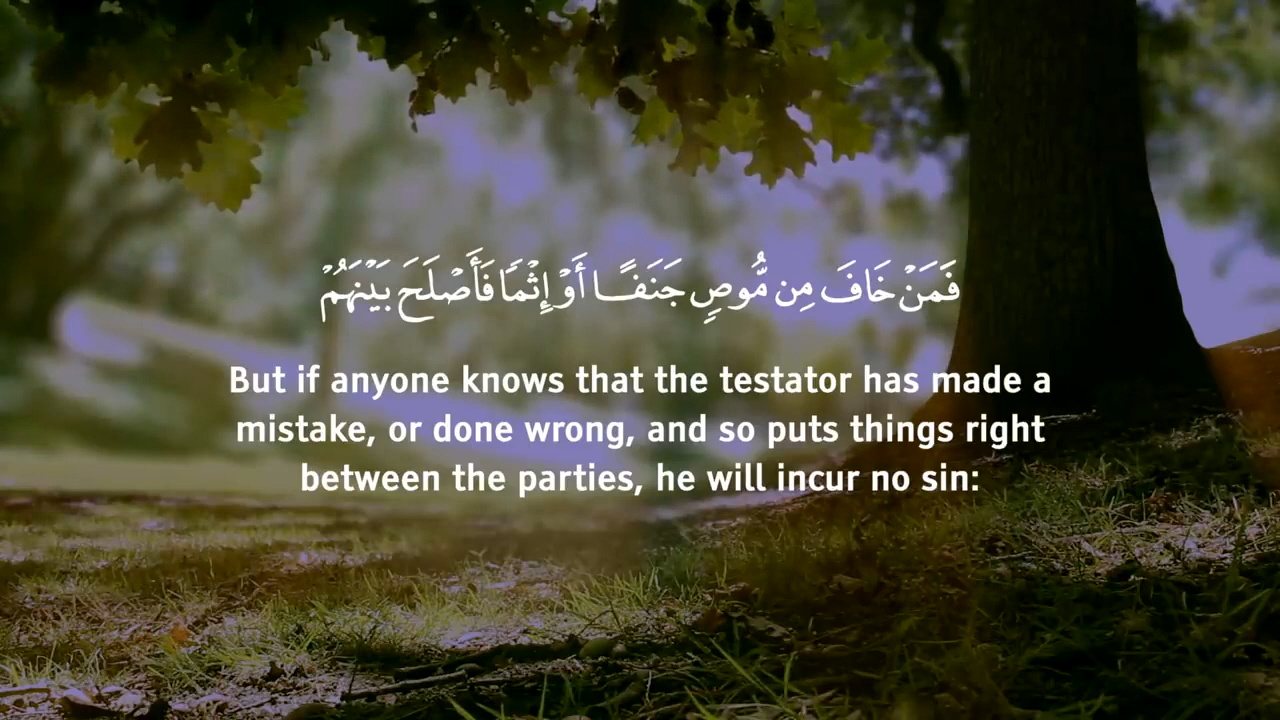 فَمَنۡ خَافَ مِن مُّوصٍ جَنَفًا أَوۡ إِثۡمًا فَأَصۡلَحَ بَيۡنَهُمۡ
But if anyone knows that the testator has made a
mistake, or done wrong, and so puts things right
between the parties, he will incur no sin: